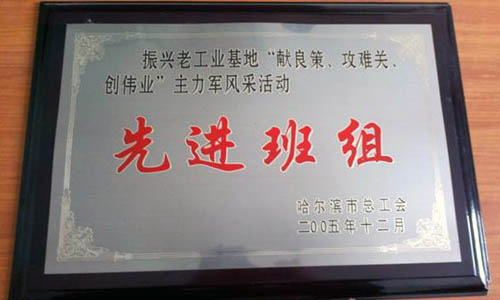 振兴老工业基地“献良策、攻难关、
创伟业”主力军风采活动
先进班组
哈尔滨市总工会
二00五年十二月